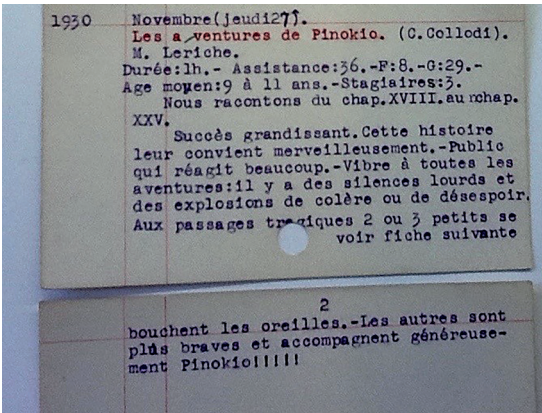 1930 Novembre(jeudi27).
Les a ventures de Pinokio. (C.Collodi).
M. Leriche.
Durée:1h.- Assistance:36.-F:8.-G:29.-
Age moyen:9 à 11 ans.-Stagiaires:3.
Nous racontons du chap.XVIII.au chap.
XXV.
Succès grandissant.Cette histoire
leur convient merveilleusement.-Public
qui réagit beaucoup.-Vibre à toutes les
aventures:il y a des silences lourds et
des explosions de colère ou de désespoir.
Aux passages tragiques 2 ou 3 petits se
voir fiche suivante
2
bouchent les oreilles.-Les autres sont
plus braves et accompagnent généreuse-
ment Pinokio!!!!!